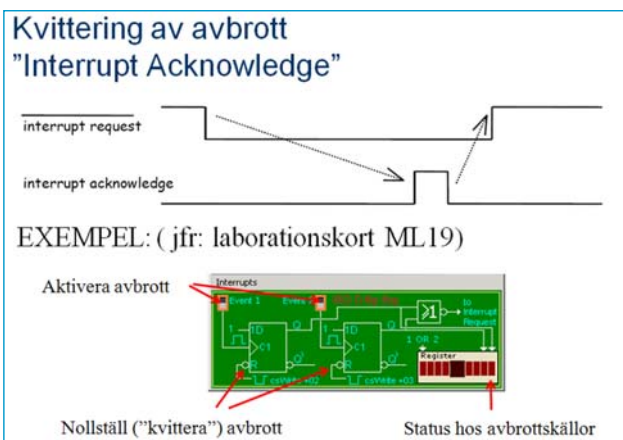 Kvittering av avbrott
"Interrupt Acknowledge"
interrupt request
interrupt acknowledge
EXEMPEL: ( jfr: laborationskort ML19)
Interrupts
Aktivera avbrott
Event 1
≥1
To
Interrupt
Request
1 1D Q
1 1D Q
C1
C1
1 OR 2
Register
R Q'
R Q'
csWrite +02
csWrite +03
Nollställ ("kvittera") avbrott
Status hos avbrottskällor